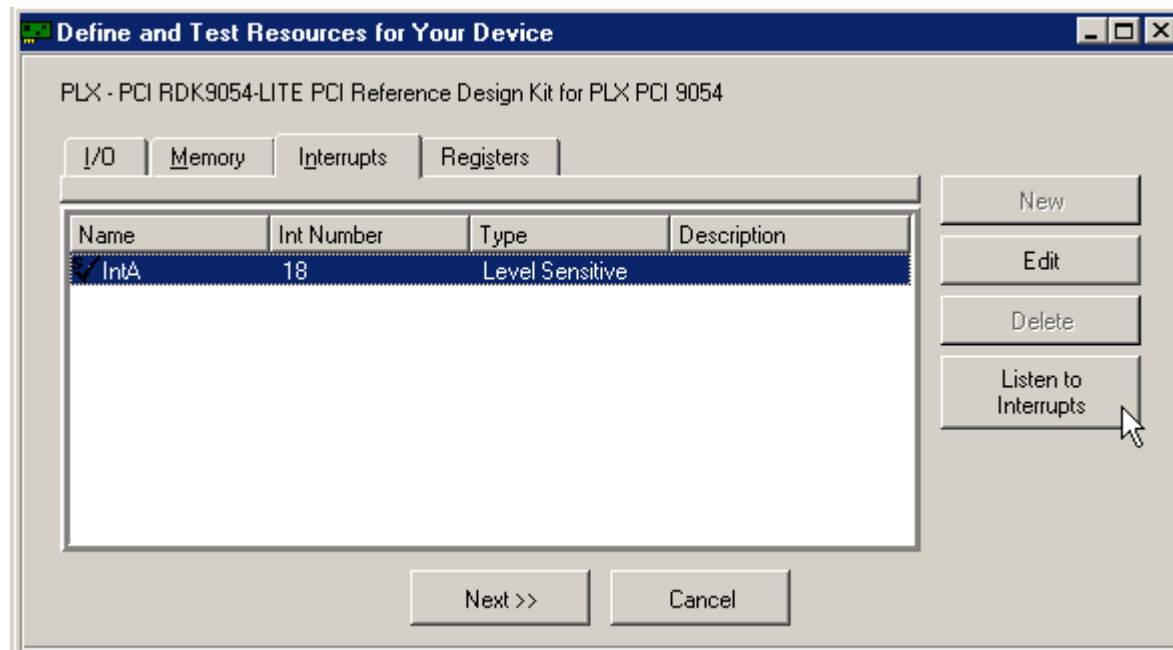 Define and Test Resources for Your Device
PLX - PCI RDK9054-LITE PCI Reference Design Kit for PLX PCI 9054
I/O Memory Interrupts Registers
New
Name Int Number Type Description
IntA 18 Level Sensitive
Edit
Delete
Listen to
Interrupts
Next >> Cancel